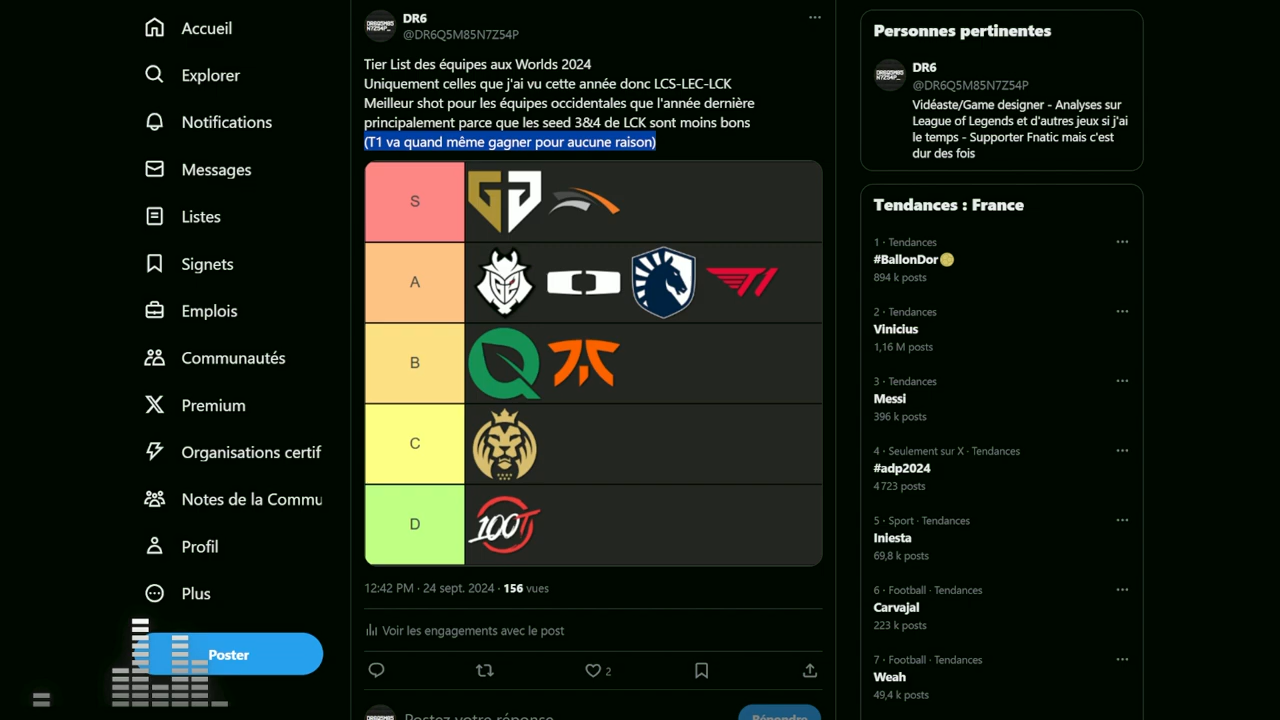 Accueil
Explorer
Notifications
Messages
Listes
Signets
Emplois
Communautés
Premium
Organisations certif
Notes de la Commu
Profil
Plus
Poster
DR6
@DR6Q5M85N7Z54P_
Tier List des équipes aux Worlds 2024
Uniquement celles que j'ai vu cette année donc LCS-LEC-LCK
Meilleur shot pour les équipes occidentales que l'année dernière
principalement parce que les seed 3&4 de LCK sont moins bons
(T1 va quand même gagner pour aucune raison)
S
A
T1
B
C
D
100T
12:42 PM · 24 sept. 2024 · 156 vues
Voir les engagements avec le post
2
Postez votre réponse
Répondre
Personnes pertinentes
DR6
@DR6Q5M85N7Z54P_
Vidéaste/Game designer - Analyses sur
League of Legends et d'autres jeux si j'ai
le temps - Supporter Fnatic mais c'est
dur des fois
Tendances : France
1 · Tendances
#BallonDor
894 k posts
2 · Tendances
Vinicius
1,16 M posts
3 · Tendances
Messi
396 k posts
4 · Seulement sur X · Tendances
#adp2024
4 723 posts
5 · Sport · Tendances
Iniesta
69,8 k posts
6 · Football · Tendances
Carvajal
223 k posts
7 · Football · Tendances
Weah
49,4 k posts